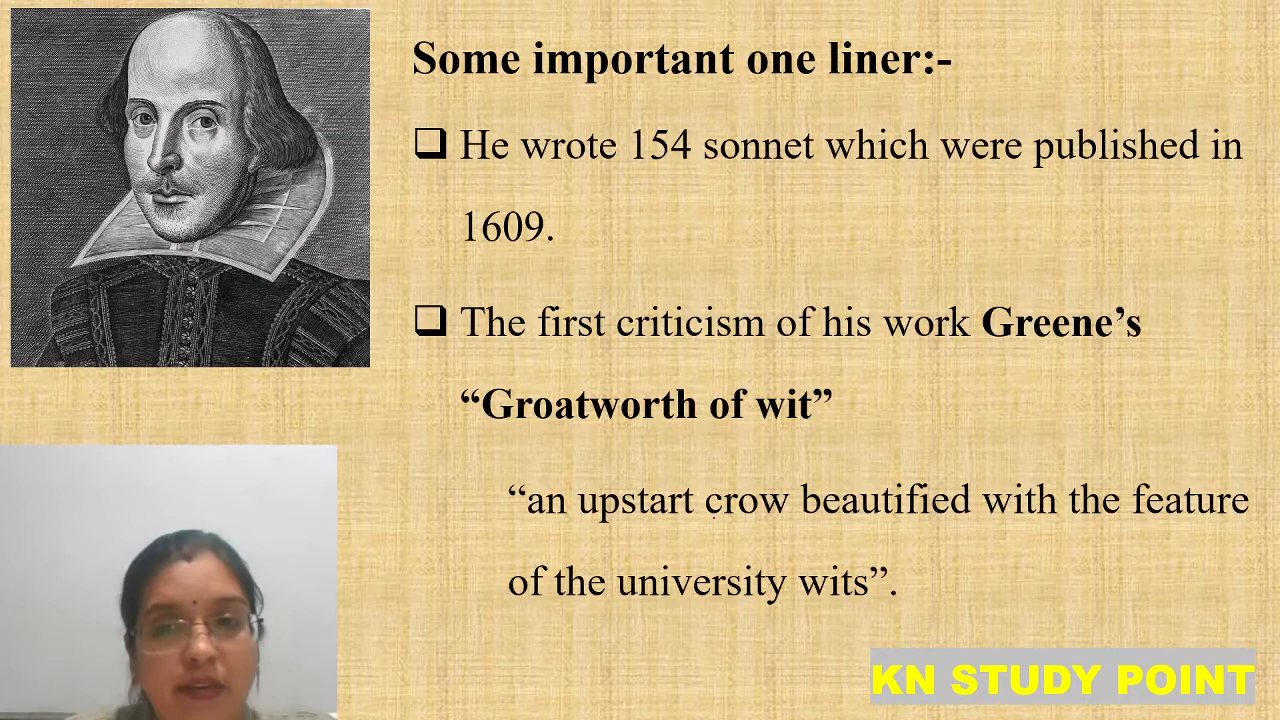 Some important one liner:-
He wrote 154 sonnet which were published in
1609.
The first criticism of his work Greene’s
“Groatworth of wit”
“an upstart crow beautified with the feature
of the university wits”.
KN STUDY POINT